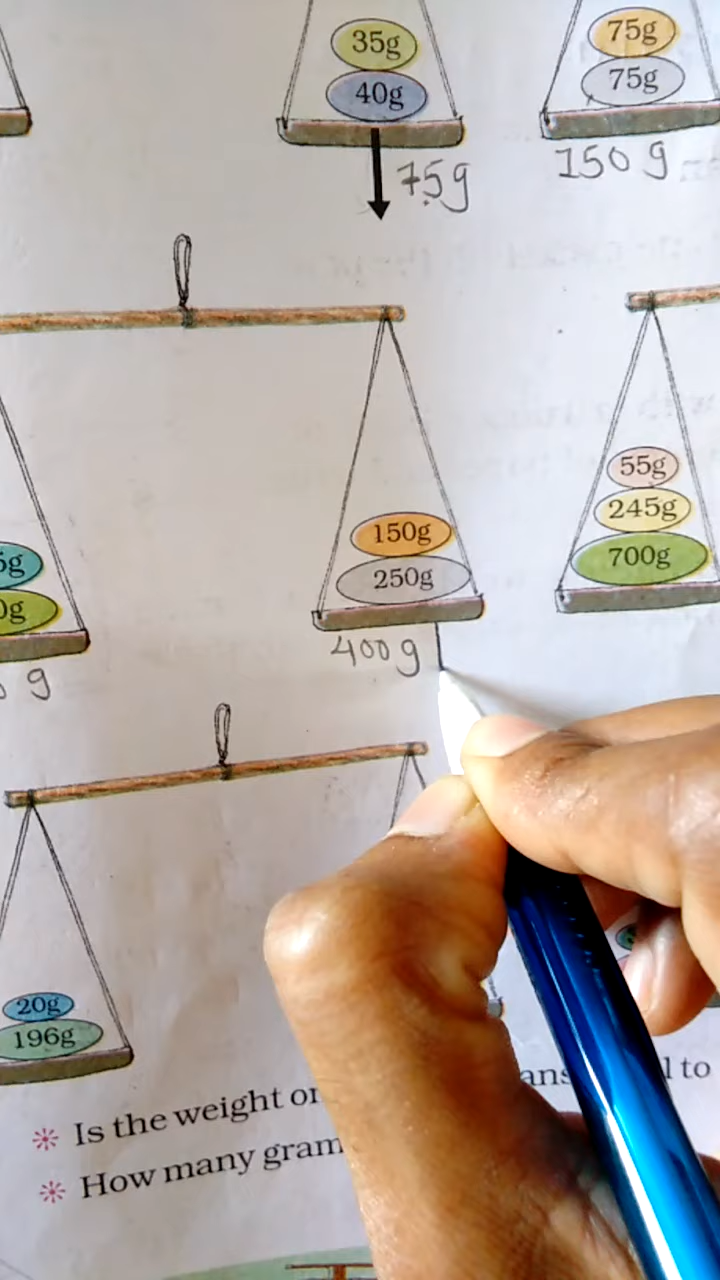 35g
40g
75g
75g
75g
150 g
150g
250g
400 g
55g
245g
700g
g
20g
196g
Is the weight to
How many